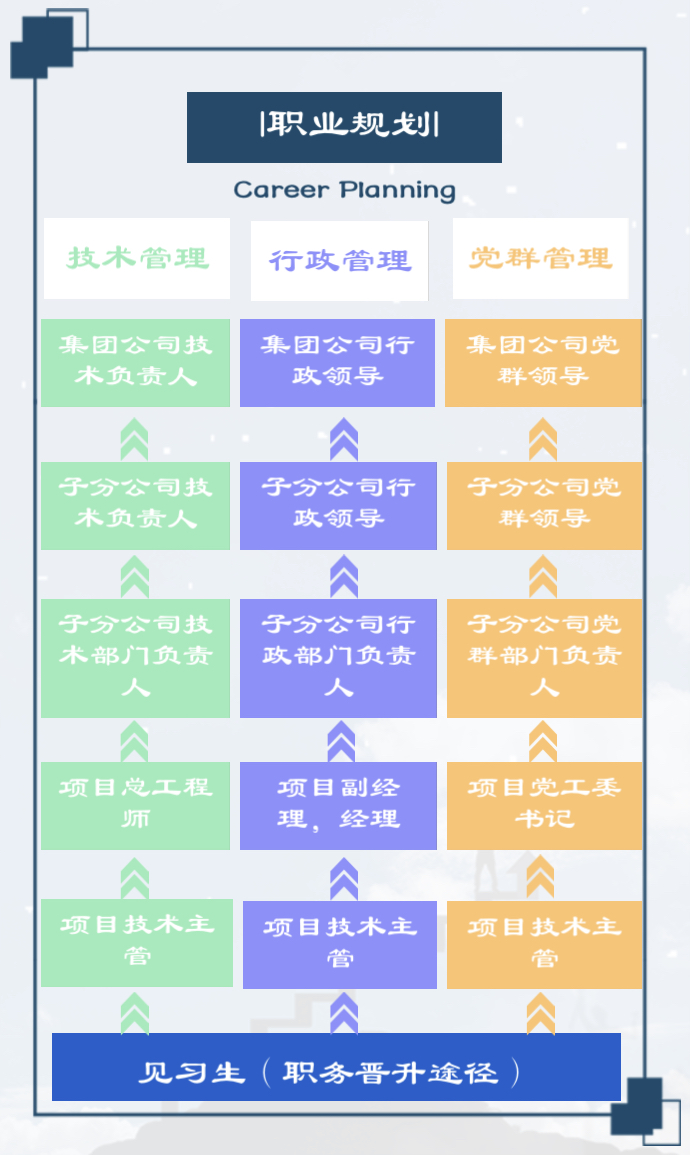 |职业规划|
Career Planning
技术管理
行政管理
党群管理
集团公司技
术负责人
集团公司行
政领导
集团公司党
群领导
子分公司技
术负责人
子分公司行
政领导
子分公司党
群领导
子分公司技
术部门负责
人
子分公司行
政部门负责
人
子分公司党
群部门负责
人
项目总工程
师
项目副经
理，经理
项目党工委
书记
项目技术主
管
项目技术主
管
项目技术主
管
见习生（职务晋升途径）